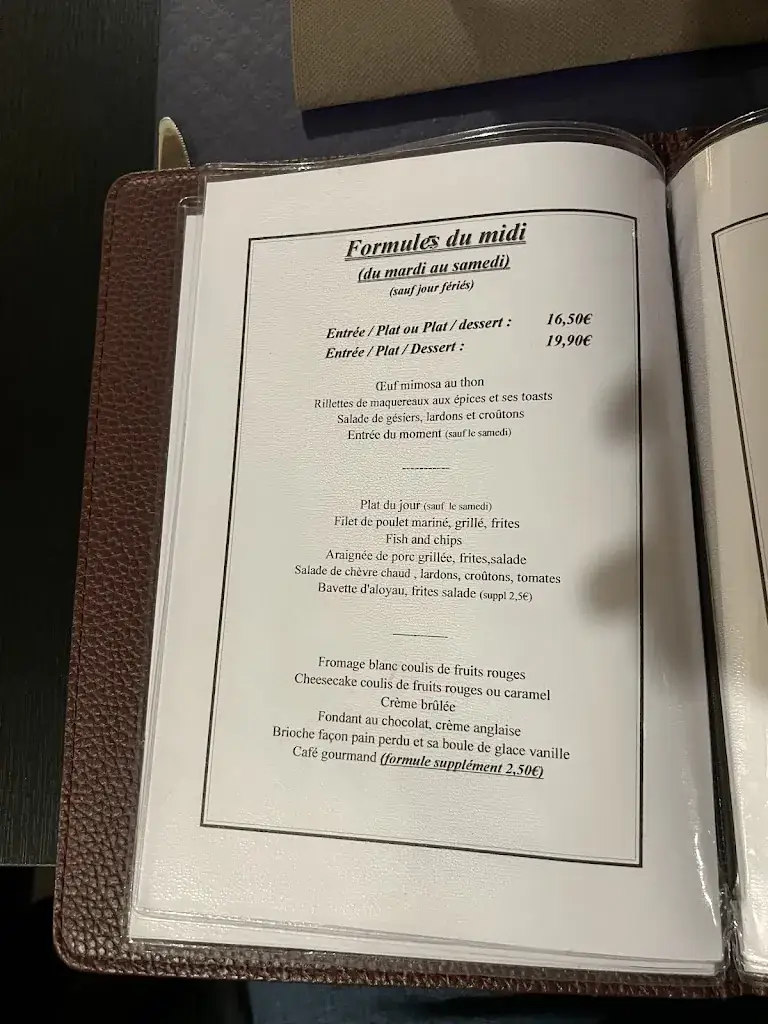 Formules du midi
(du mardi au samedi)
(sauf jour fériés)
Entrée / Plat ou Plat / dessert : 16,50€
Entrée / Plat / Dessert : 19,90€
Œuf mimosa au thon
Rillettes de maquereaux aux épices et ses toasts
Salade de gésiers, lardons et croûtons
Entrée du moment (sauf le samedi)
-----------
Plat du jour (sauf le samedi)
Filet de poulet mariné, grillé, frites
Fish and chips
Araignée de porc grillée, frites,salade
Salade de chèvre chaud , lardons, croûtons, tomates
Bavette d'aloyau, frites salade (suppl 2,5€)
-----------
Fromage blanc coulis de fruits rouges
Cheesecake coulis de fruits rouges ou caramel
Crème brûlée
Fondant au chocolat, crème anglaise
Brioche façon pain perdu et sa boule de glace vanille
Café gourmand (formule supplément 2,50€)